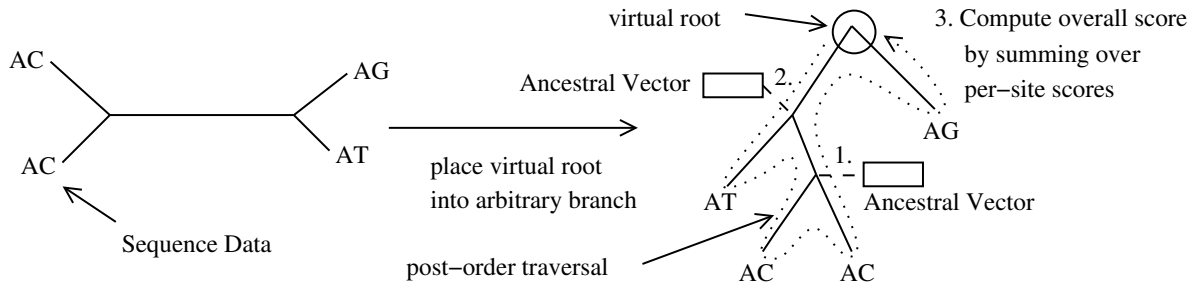 AC
AC
AG
AT
Sequence Data
place virtual root
into arbitrary branch
virtual root
3. Compute overall score
by summing over
per−site scores
Ancestral Vector
2.
AG
1.
Ancestral Vector
AT
AC
AC
post−order traversal